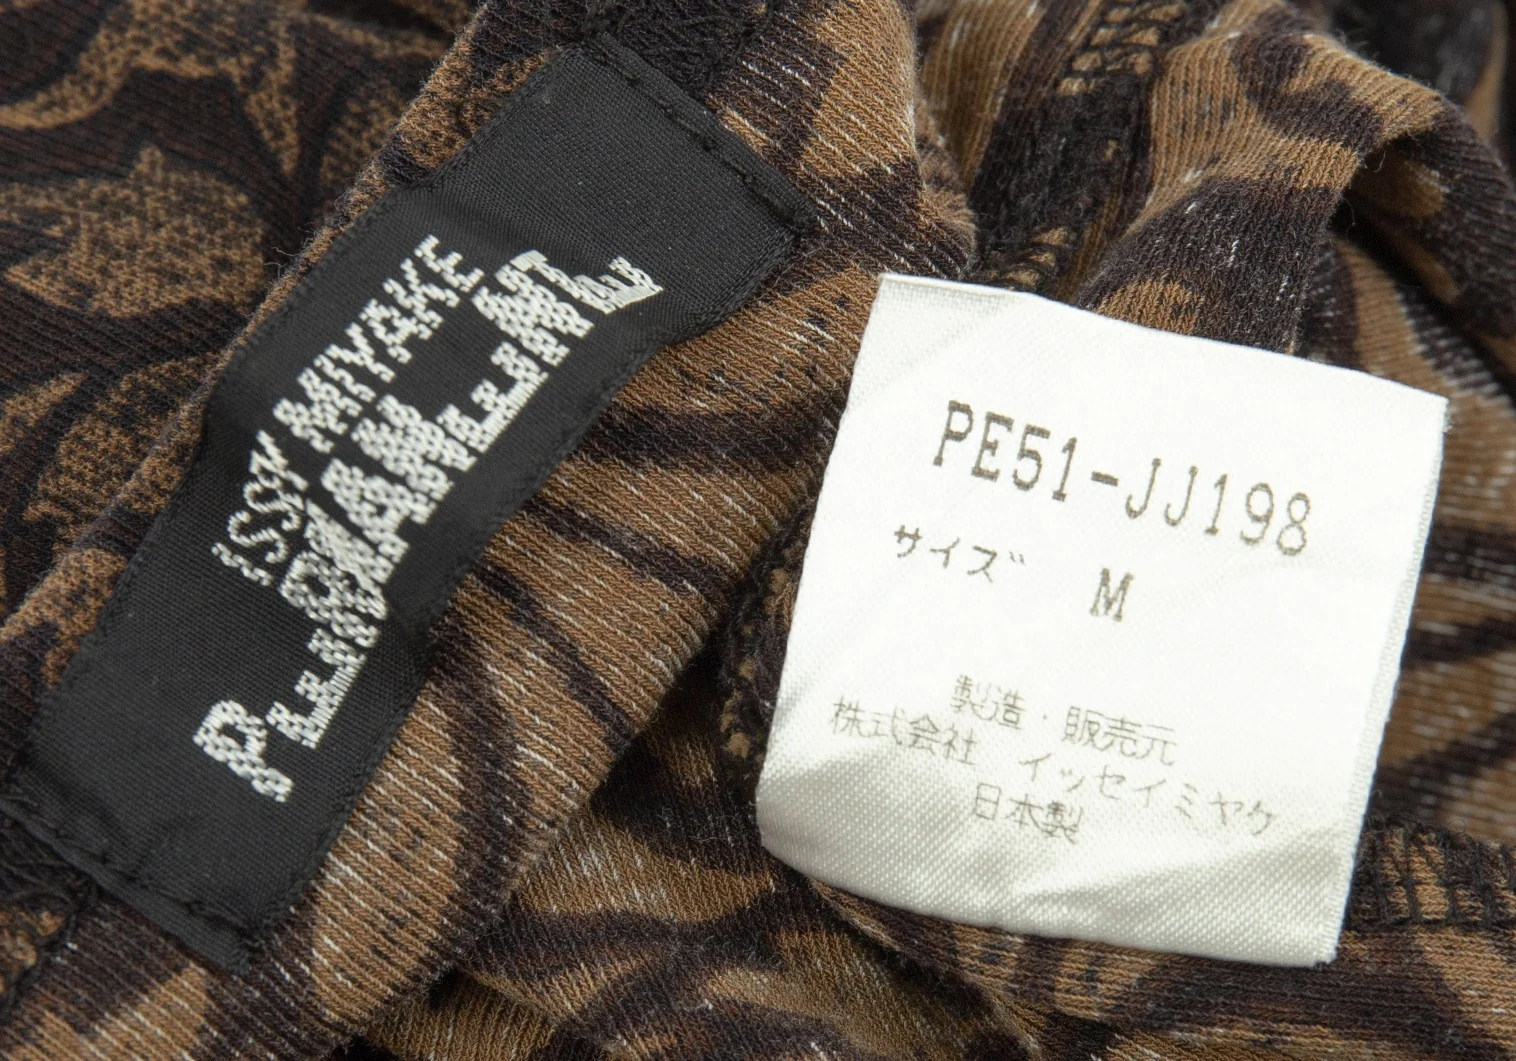 ISSEY MIYAKE
PLANTATION
PE51-JJ198
サイズ M
製造・販売元
株式会社 イッセイミヤケ
日本製